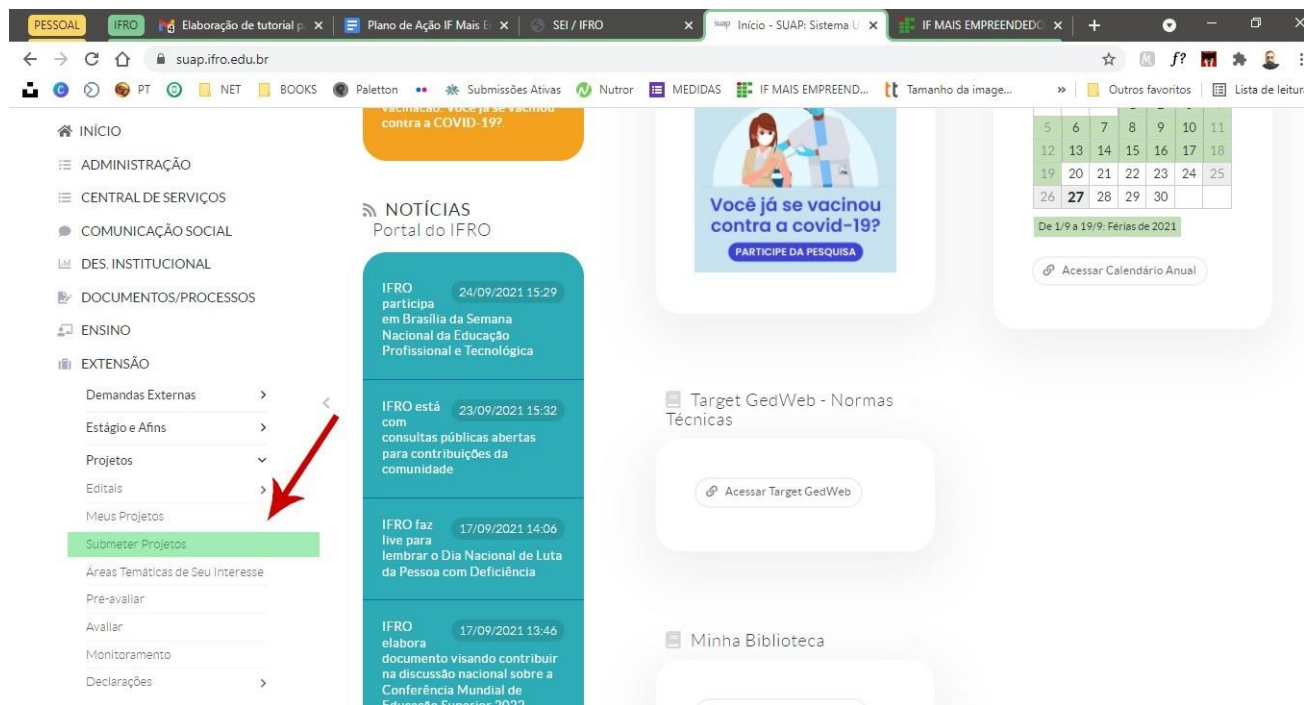 PESSOAL
IFRO
Elaboração de tutorial p
Plano de Ação IF Mais E
SEI / IFRO
suap Início - SUAP: Sistema U
IF MAIS EMPREENDEDO
suap.ifro.edu.br
f?
PT
NET
BOOKS
Paletton
Submissões Ativas
Nutror
MEDIDAS
IF MAIS EMPREEND...
Tamanho da image...
»
Outros favoritos
Lista de leitura
INÍCIO
ADMINISTRAÇÃO
CENTRAL DE SERVIÇOS
COMUNICAÇÃO SOCIAL
DES. INSTITUCIONAL
DOCUMENTOS/PROCESSOS
ENSINO
EXTENSÃO
Demandas Externas
Estágio e Afins
Projetos
Editais
Meus Projetos
Submeter Projetos
Áreas Temáticas de Seu Interesse
Pré-avaliar
Avaliar
Monitoramento
Declarações
vacinação. Você já se vacinou
contra a COVID-19?.
NOTÍCIAS
Portal do IFRO
IFRO 24/09/2021 15:29
participa
em Brasília da Semana
Nacional da Educação
Profissional e Tecnológica
IFRO está 23/09/2021 15:32
com
consultas públicas abertas
para contribuições da
comunidade
IFRO faz 17/09/2021 14:06
live para
lembrar o Dia Nacional de Luta
da Pessoa com Deficiência
IFRO 17/09/2021 13:46
elabora
documento visando contribuir
na discussão nacional sobre a
Conferência Mundial de
Educação Superior 2022
Você já se vacinou
contra a covid-19?
PARTICIPE DA PESQUISA
Target GedWeb - Normas
Técnicas
Acessar Target GedWeb
Minha Biblioteca
5 6 7 8 9 10 11
12 13 14 15 16 17 18
19 20 21 22 23 24 25
26 27 28 29 30
De 1/9 a 19/9: Férias de 2021
Acessar Calendário Anual